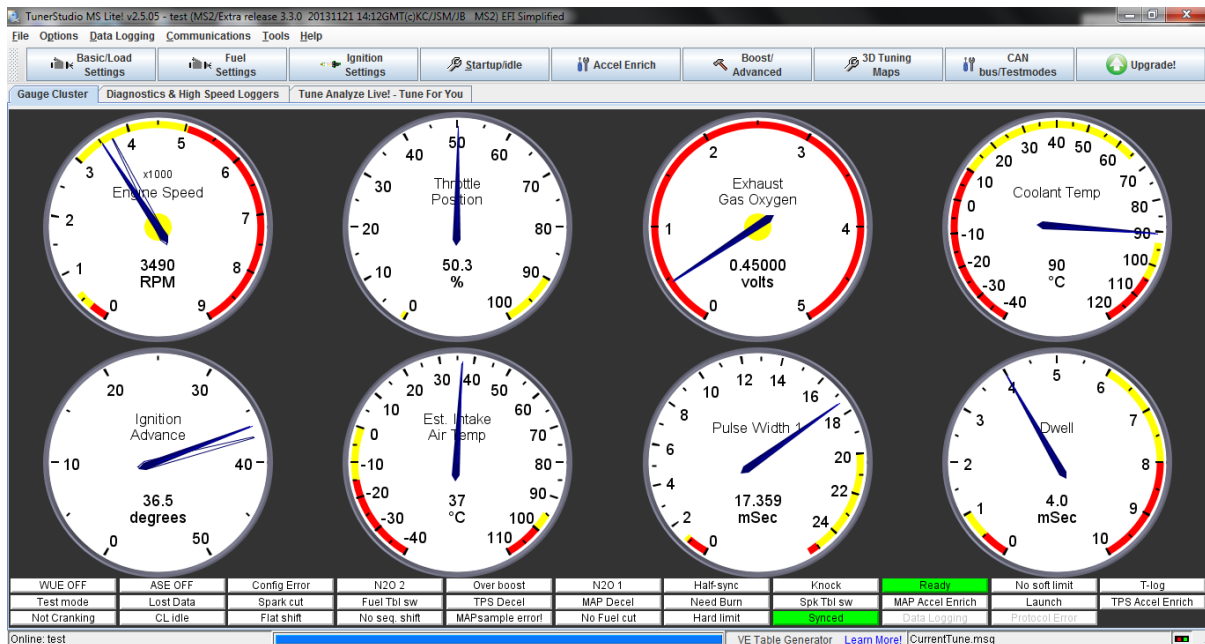 TunerStudio MS Lite! v2.5.05 - test (MS2/Extra release 3.3.0 20131121 14:12GMT(c)KC/JSM/JB MS2) EFI Simplified
File Options Data Logging Communications Tools Help
Basic/Load Settings
Fuel Settings
Ignition Settings
Startup/idle
Accel Enrich
Boost/ Advanced
3D Tuning Maps
CAN bus/Testmodes
Upgrade!
Gauge Cluster
Diagnostics & High Speed Loggers
Tune Analyze Live! - Tune For You
0 1 2 3 4 5 6 7 8 9
x1000
Engine Speed
3490
RPM
0 10 20 30 40 50 60 70 80 90 100
Throttle
Position
50.3
%
0 1 2 3 4 5
Exhaust
Gas Oxygen
0.45000
volts
-40 -30 -20 -10 0 10 20 30 40 50 60 70 80 90 100 110 120
Coolant Temp
90
°C
0 10 20 30 40 50
Ignition
Advance
36.5
degrees
-40 -30 -20 -10 0 10 20 30 40 50 60 70 80 90 100 110
Est. Intake
Air Temp
37
°C
0 2 4 6 8 10 12 14 16 18 20 22 24
Pulse Width 1
17.359
mSec
0 1 2 3 4 5 6 7 8 9 10
Dwell
4.0
mSec
WUE OFF ASE OFF Config Error N2O 2 Over boost N2O 1 Half-sync Knock Ready No soft limit T-log
Test mode Lost Data Spark cut Fuel Tbl sw TPS Decel MAP Decel Need Burn Spk Tbl sw MAP Accel Enrich Launch TPS Accel Enrich
Not Cranking CL idle Flat shift No seq. shift MAPsample error! No Fuel cut Hard limit Synced Data Logging Protocol Error
Online: test
VE Table Generator Learn More! CurrentTune.msq